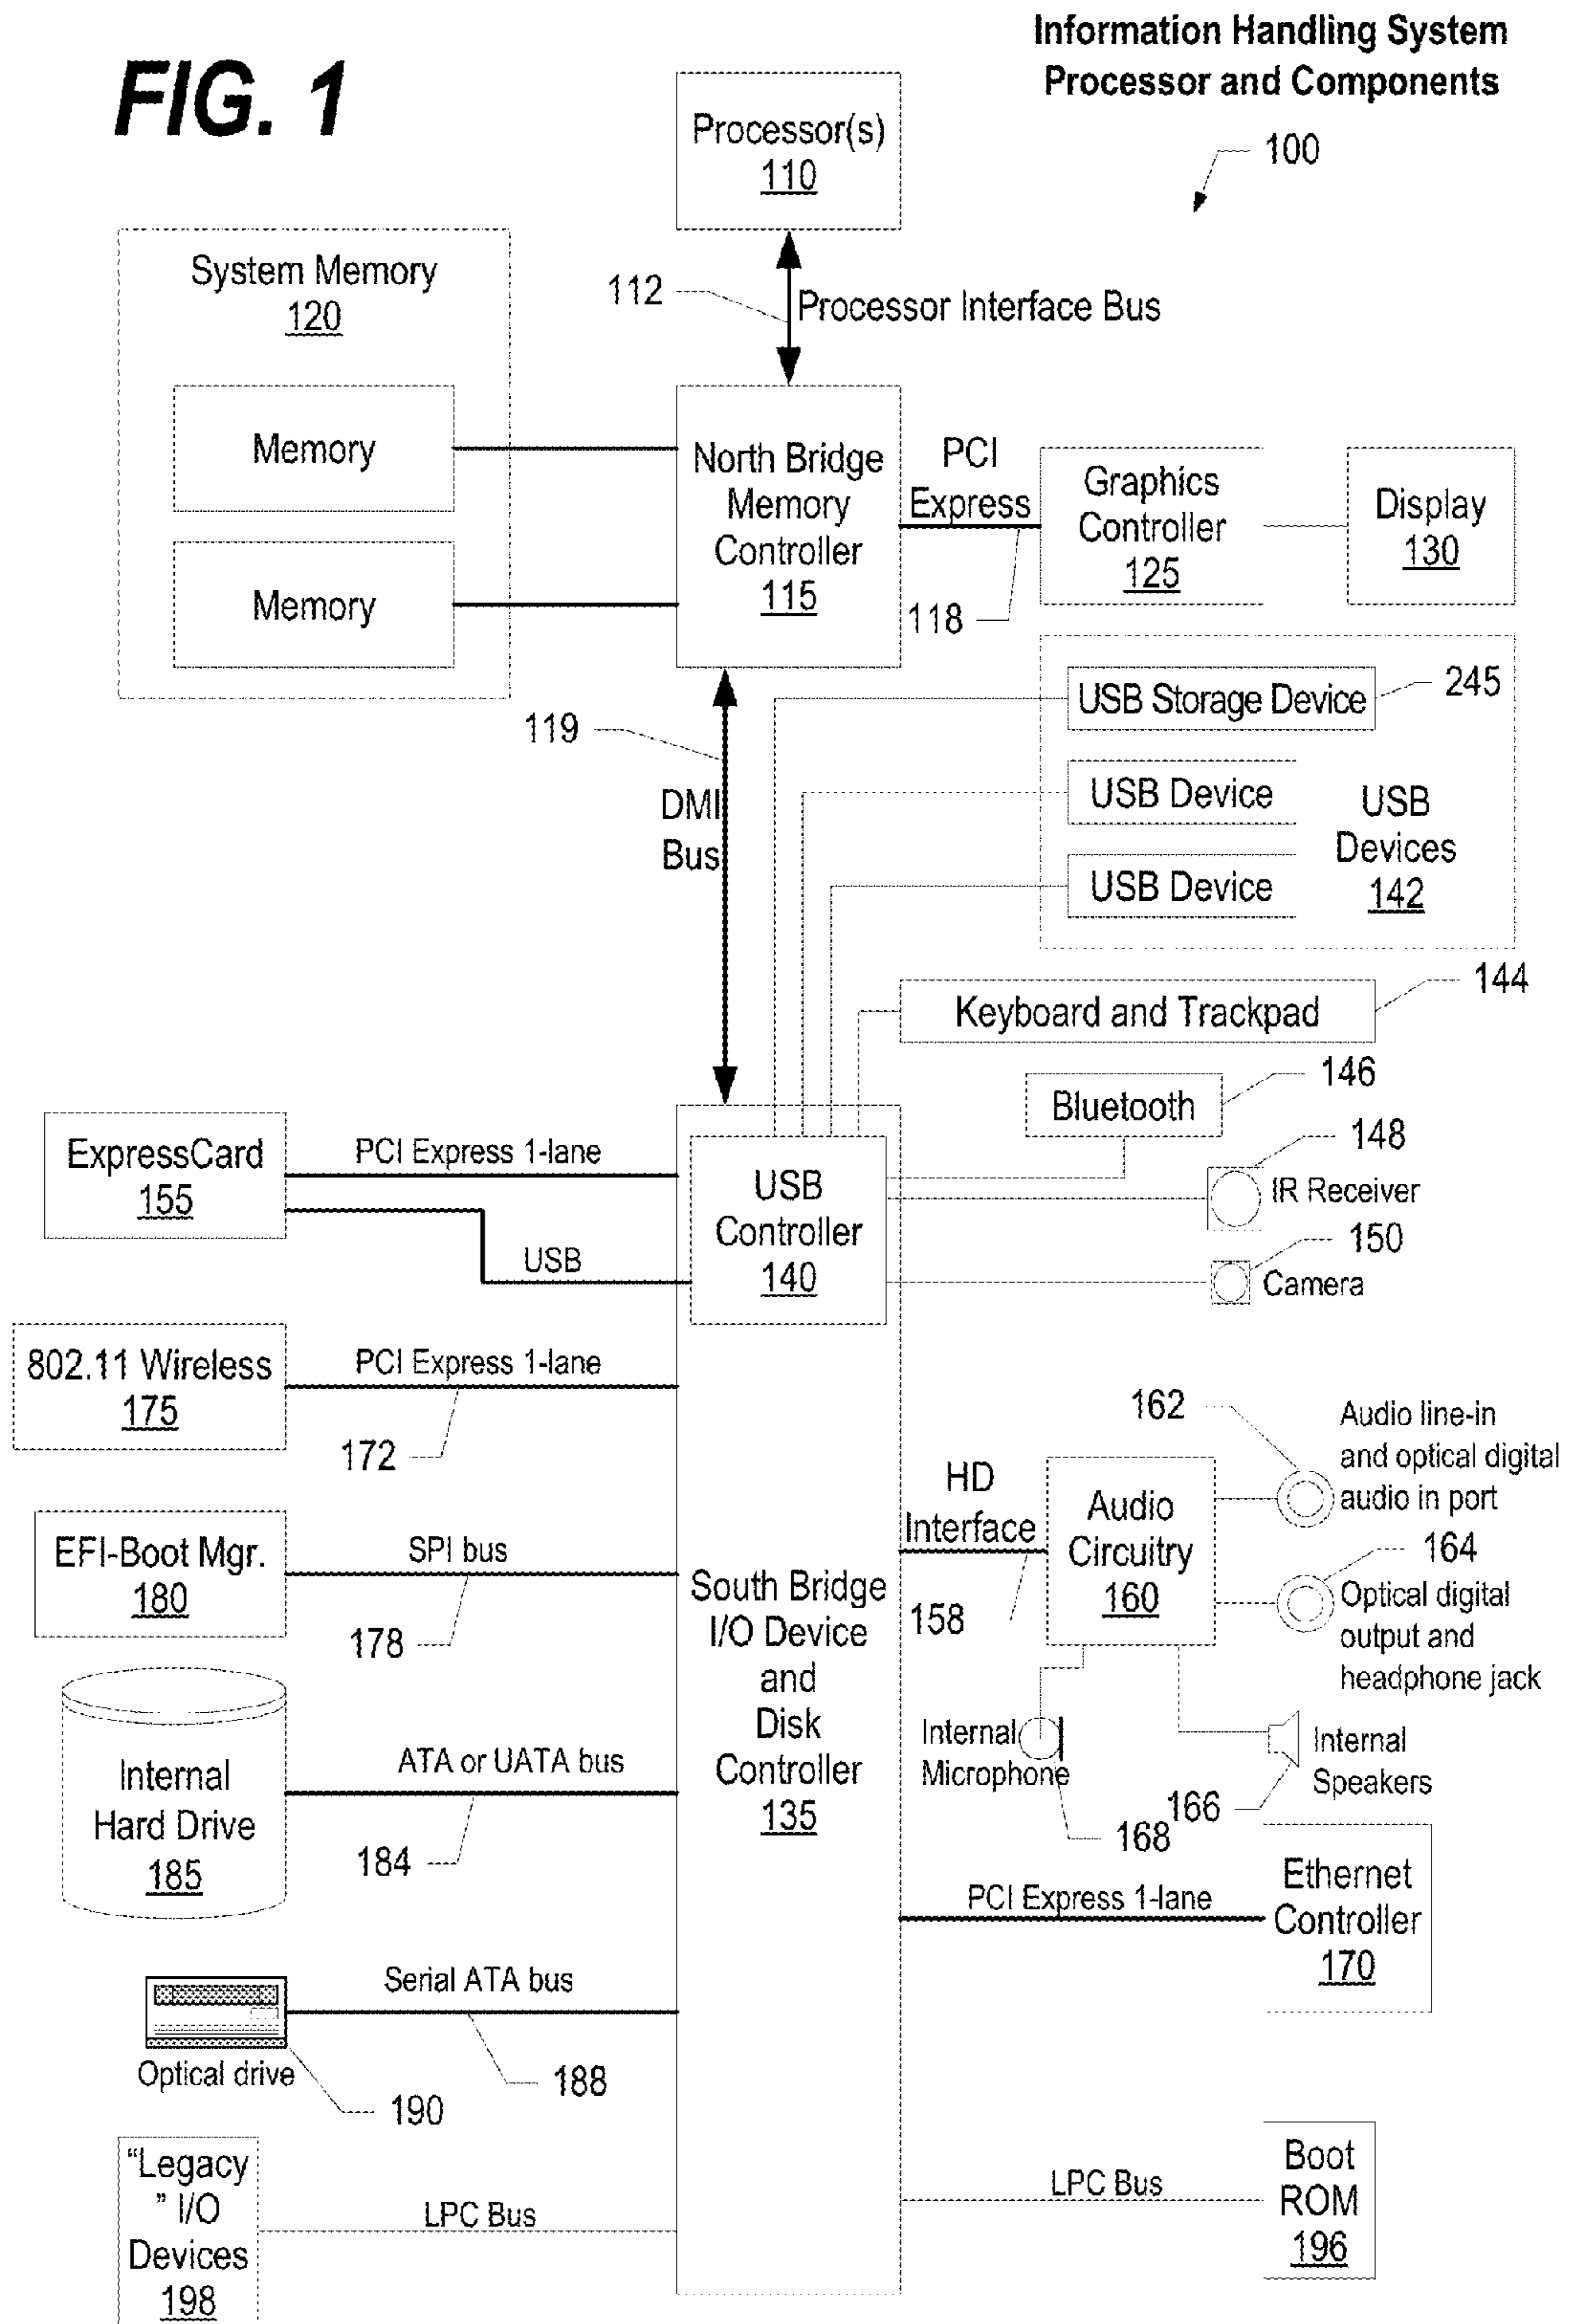 FIG. 1
Information Handling System
Processor and Components
100
Processor(s)
110
112
Processor Interface Bus
System Memory
120
Memory
Memory
North Bridge
Memory
Controller
115
PCI
Express
118
Graphics
Controller
125
Display
130
USB Storage Device
245
USB Device
USB Device
USB
Devices
142
119
DMI
Bus
Keyboard and Trackpad
144
Bluetooth
146
148
IR Receiver
150
Camera
ExpressCard
155
PCI Express 1-lane
USB
USB
Controller
140
802.11 Wireless
175
PCI Express 1-lane
172
162
Audio line-in
and optical digital
audio in port
HD
Interface
158
Audio
Circuitry
160
164
Optical digital
output and
headphone jack
EFI-Boot Mgr.
180
SPI bus
178
South Bridge
I/O Device
and
Disk
Controller
135
Internal
Microphone
168
166
Internal
Speakers
Internal
Hard Drive
185
ATA or UATA bus
184
PCI Express 1-lane
Ethernet
Controller
170
Serial ATA bus
188
Optical drive
190
“Legacy
” I/O
Devices
198
LPC Bus
LPC Bus
Boot
ROM
196